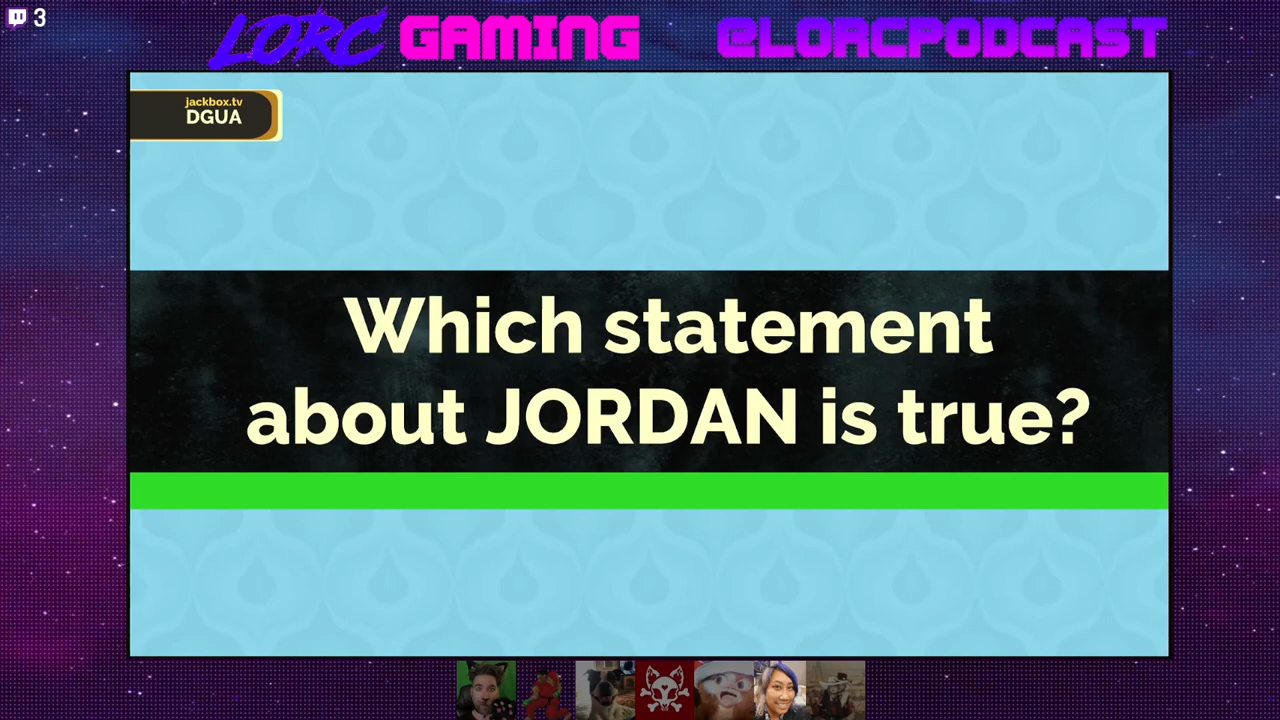 3
LORC GAMING
@LORCPODCAST
jackbox.tv
DGUA
Which statement
about JORDAN is true?